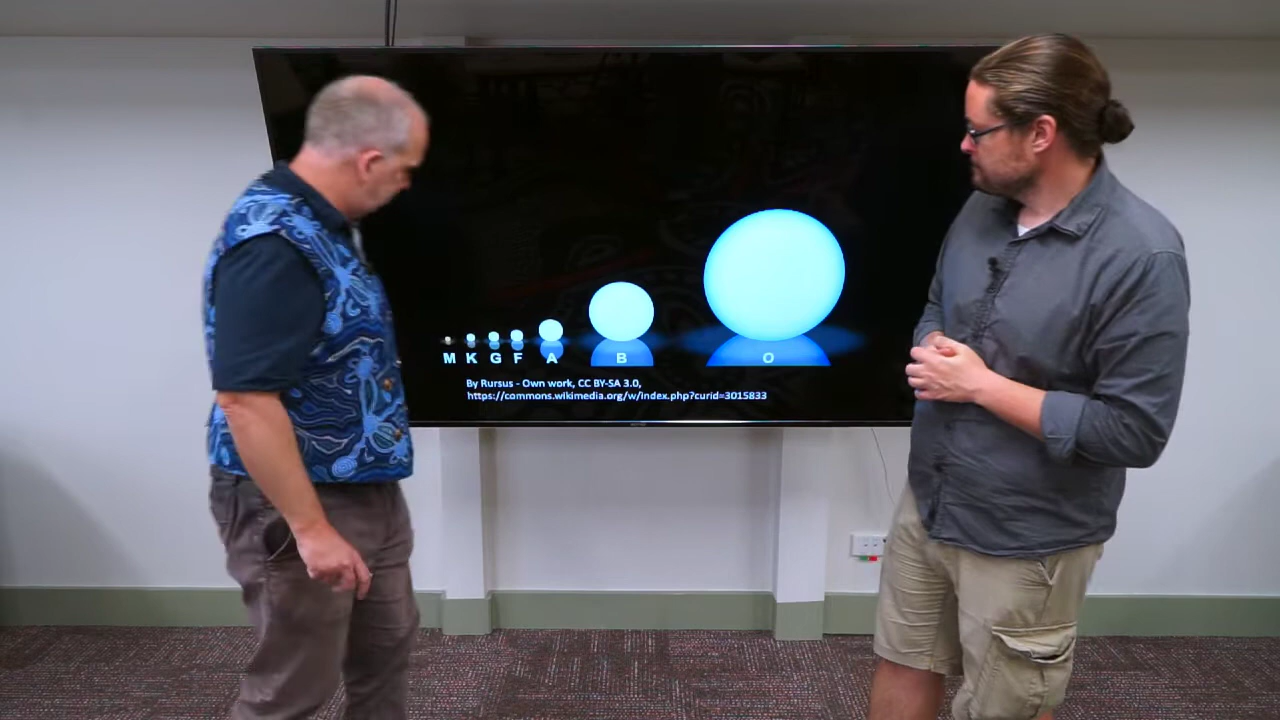 M K G F A B O
By Rursus - Own work, CC BY-SA 3.0,
https://commons.wikimedia.org/w/index.php?curid=3015833